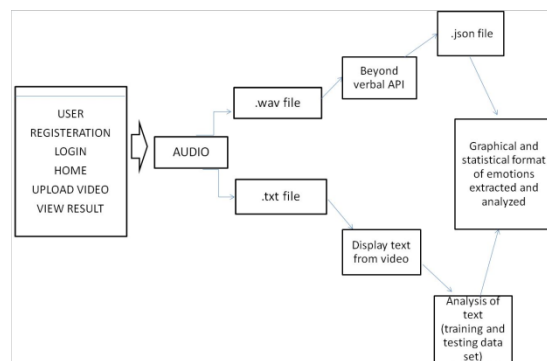 USER
REGISTERATION
LOGIN
HOME
UPLOAD VIDEO
VIEW RESULT
AUDIO
.wav file
Beyond
verbal API
.json file
.txt file
Display text
from video
Analysis of
text
(training and
testing data
set)
Graphical and
statistical format
of emotions
extracted and
analyzed